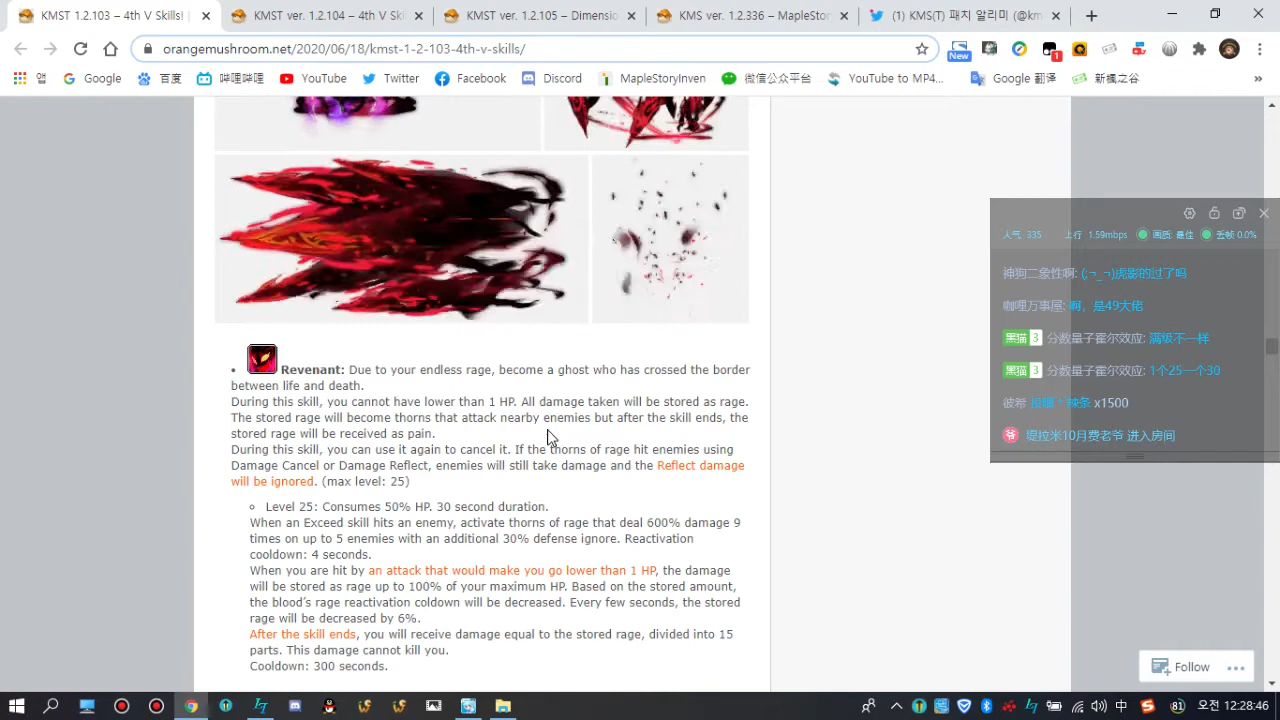 KMST 1.2.103 – 4th V Skills!
KMST ver. 1.2.104 – 4th V Skil
KMST ver. 1.2.105 – Dimensio
KMS ver. 1.2.336 – MapleStor
(1) KMS(T) 패치 알리미 (@km
orangemushroom.net/2020/06/18/kmst-1-2-103-4th-v-skills/
New
1
앱
Google
百度
哔哩哔哩
YouTube
Twitter
Facebook
Discord
MapleStoryInven
微信公众平台
YouTube to MP4...
Google 翻译
新楓之谷
人气 335
上行 1.59mbps
画质: 最佳
丢帧 0.0%
神狗二象性啊: (;¬_¬)虎影的过了吗
咖喱万事屋: 啊，是49大佬
黑猫 3 分数量子霍尔效应: 满级不一样
黑猫 3 分数量子霍尔效应: 1个25一个30
彼希 辣条 x1500
爷 堤拉米10月费老爷 进入房间
• Revenant: Due to your endless rage, become a ghost who has crossed the border
between life and death.
During this skill, you cannot have lower than 1 HP. All damage taken will be stored as rage.
The stored rage will become thorns that attack nearby enemies but after the skill ends, the
stored rage will be received as pain.
During this skill, you can use it again to cancel it. If the thorns of rage hit enemies using
Damage Cancel or Damage Reflect, enemies will still take damage and the Reflect damage
will be ignored. (max level: 25)
Level 25: Consumes 50% HP. 30 second duration.
When an Exceed skill hits an enemy, activate thorns of rage that deal 600% damage 9
times on up to 5 enemies with an additional 30% defense ignore. Reactivation
cooldown: 4 seconds.
When you are hit by an attack that would make you go lower than 1 HP, the damage
will be stored as rage up to 100% of your maximum HP. Based on the stored amount,
the blood's rage reactivation coldown will be decreased. Every few seconds, the stored
rage will be decreased by 6%.
After the skill ends, you will receive damage equal to the stored rage, divided into 15
parts. This damage cannot kill you.
Cooldown: 300 seconds.
Follow
中
오전 12:28:46